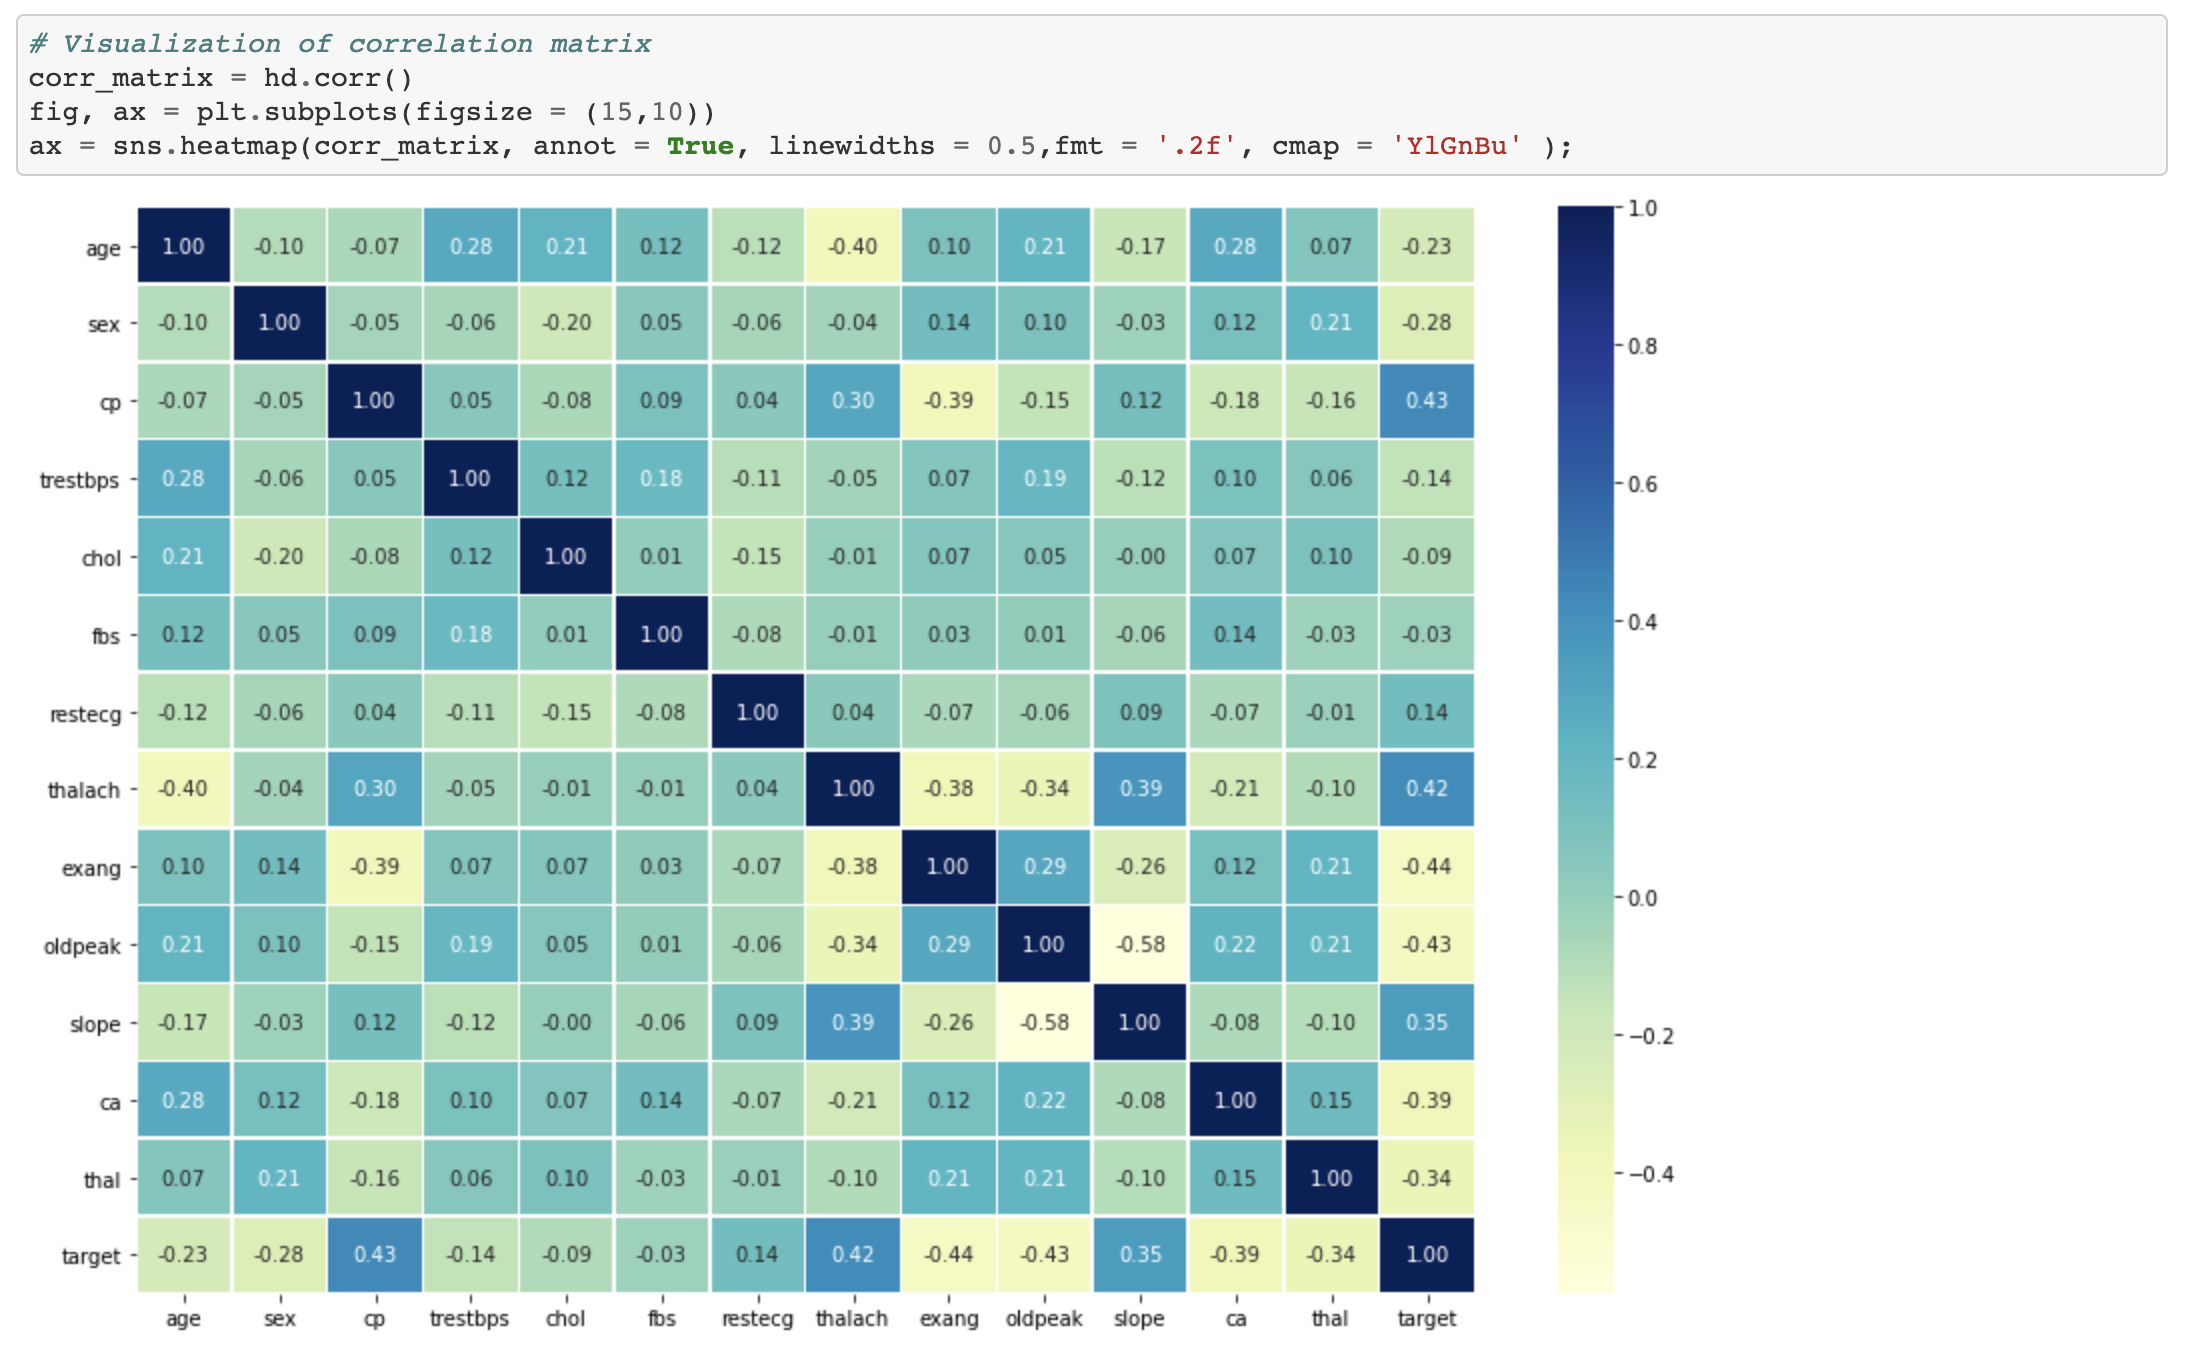 # Visualization of correlation matrix
corr_matrix = hd.corr()
fig, ax = plt.subplots(figsize = (15,10))
ax = sns.heatmap(corr_matrix, annot = True, linewidths = 0.5,fmt = '.2f', cmap = 'YlGnBu' );
age 1.00 -0.10 -0.07 0.28 0.21 0.12 -0.12 -0.40 0.10 0.21 -0.17 0.28 0.07 -0.23
sex -0.10 1.00 -0.05 -0.06 -0.20 0.05 -0.06 -0.04 0.14 0.10 -0.03 0.12 0.21 -0.28
cp -0.07 -0.05 1.00 0.05 -0.08 0.09 0.04 0.30 -0.39 -0.15 0.12 -0.18 -0.16 0.43
trestbps 0.28 -0.06 0.05 1.00 0.12 0.18 -0.11 -0.05 0.07 0.19 -0.12 0.10 0.06 -0.14
chol 0.21 -0.20 -0.08 0.12 1.00 0.01 -0.15 -0.01 0.07 0.05 -0.00 0.07 0.10 -0.09
fbs 0.12 0.05 0.09 0.18 0.01 1.00 -0.08 -0.01 0.03 0.01 -0.06 0.14 -0.03 -0.03
restecg -0.12 -0.06 0.04 -0.11 -0.15 -0.08 1.00 0.04 -0.07 -0.06 0.09 -0.07 -0.01 0.14
thalach -0.40 -0.04 0.30 -0.05 -0.01 -0.01 0.04 1.00 -0.38 -0.34 0.39 -0.21 -0.10 0.42
exang 0.10 0.14 -0.39 0.07 0.07 0.03 -0.07 -0.38 1.00 0.29 -0.26 0.12 0.21 -0.44
oldpeak 0.21 0.10 -0.15 0.19 0.05 0.01 -0.06 -0.34 0.29 1.00 -0.58 0.22 0.21 -0.43
slope -0.17 -0.03 0.12 -0.12 -0.00 -0.06 0.09 0.39 -0.26 -0.58 1.00 -0.08 -0.10 0.35
ca 0.28 0.12 -0.18 0.10 0.07 0.14 -0.07 -0.21 0.12 0.22 -0.08 1.00 0.15 -0.39
thal 0.07 0.21 -0.16 0.06 0.10 -0.03 -0.01 -0.10 0.21 0.21 -0.10 0.15 1.00 -0.34
target -0.23 -0.28 0.43 -0.14 -0.09 -0.03 0.14 0.42 -0.44 -0.43 0.35 -0.39 -0.34 1.00
age sex cp trestbps chol fbs restecg thalach exang oldpeak slope ca thal target
1.0
0.8
0.6
0.4
0.2
0.0
−0.2
−0.4